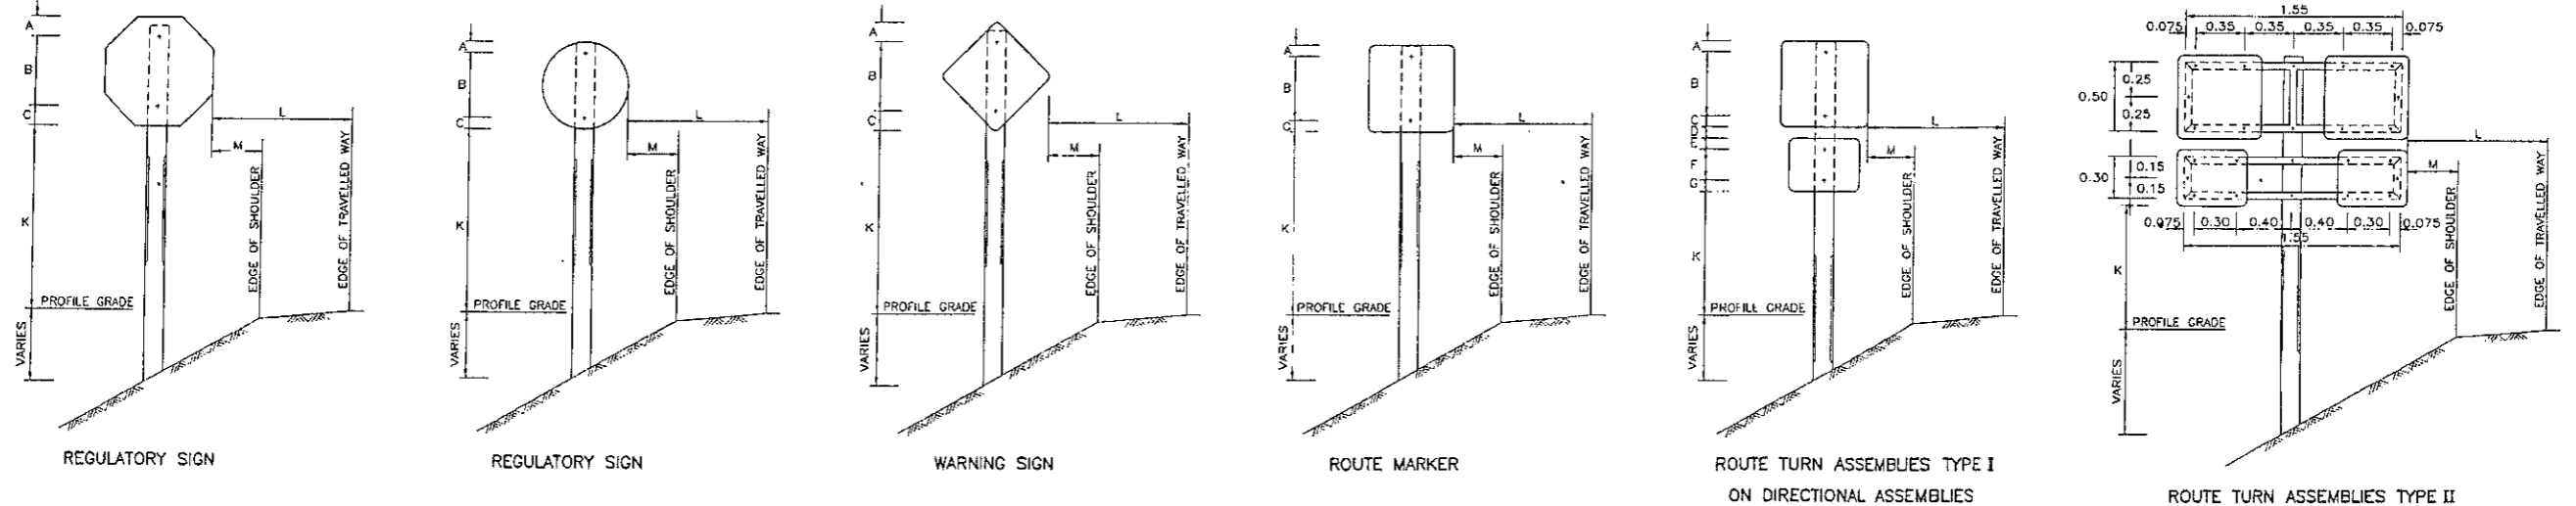 A
B
C
K
VARIES
PROFILE GRADE
L
M
EDGE OF SHOULDER
EDGE OF TRAVELLED WAY
REGULATORY SIGN
A
B
C
K
VARIES
PROFILE GRADE
L
M
EDGE OF SHOULDER
EDGE OF TRAVELLED WAY
REGULATORY SIGN
A
B
C
K
VARIES
PROFILE GRADE
L
M
EDGE OF SHOULDER
EDGE OF TRAVELLED WAY
WARNING SIGN
A
B
C
K
VARIES
PROFILE GRADE
L
M
EDGE OF SHOULDER
EDGE OF TRAVELLED WAY
ROUTE MARKER
A
B
C
D
E
F
G
K
VARIES
PROFILE GRADE
L
M
EDGE OF SHOULDER
EDGE OF TRAVELLED WAY
ROUTE TURN ASSEMBLIES TYPE I
ON DIRECTIONAL ASSEMBLIES
1.55
0.075 0.35 0.35 0.35 0.35 0.075
0.25
0.50
0.25
0.15
0.30
0.15
0.075 0.30 0.40 0.40 0.30 0.075
1.55
K
VARIES
PROFILE GRADE
L
M
EDGE OF SHOULDER
EDGE OF TRAVELLED WAY
ROUTE TURN ASSEMBLIES TYPE II